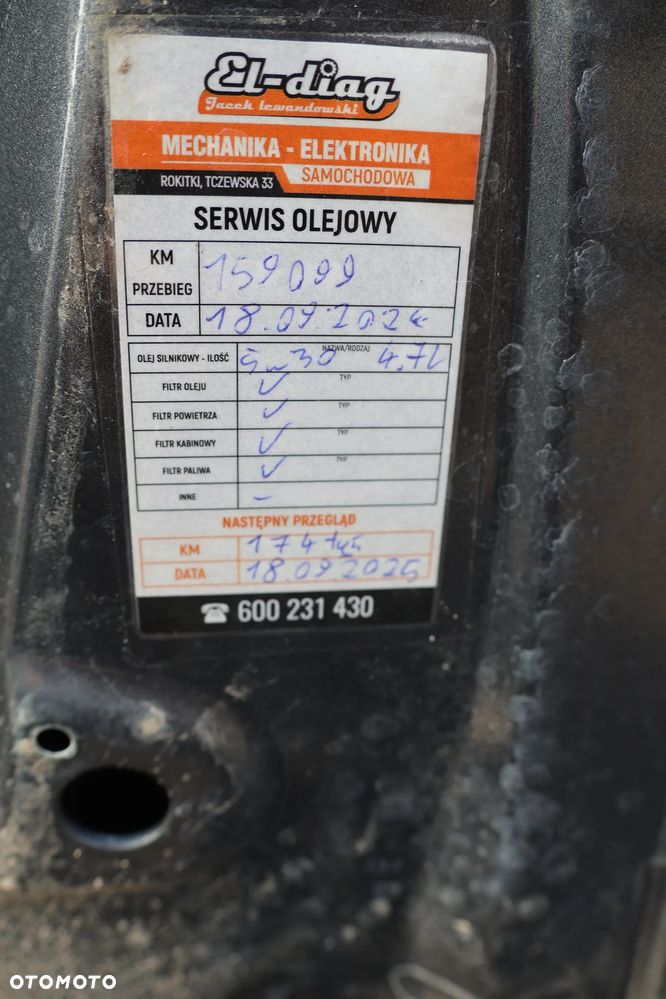 El-diag
Jacek Lewandowski
MECHANIKA - ELEKTRONIKA
SAMOCHODOWA
ROKITKI, TCZEWSKA 33
SERWIS OLEJOWY
KM PRZEBIEG 159099
DATA 18.09.2024
NAZWA/RODZAJ
OLEJ SILNIKOWY - ILOŚĆ 5w30 4.7L
FILTR OLEJU ✓ TYP
FILTR POWIETRZA ✓ TYP
FILTR KABINOWY ✓ TYP
FILTR PALIWA ✓ TYP
INNE –
NASTĘPNY PRZEGLĄD
KM 174 tyś
DATA 18.09.2025
☎ 600 231 430
OTOMOTO